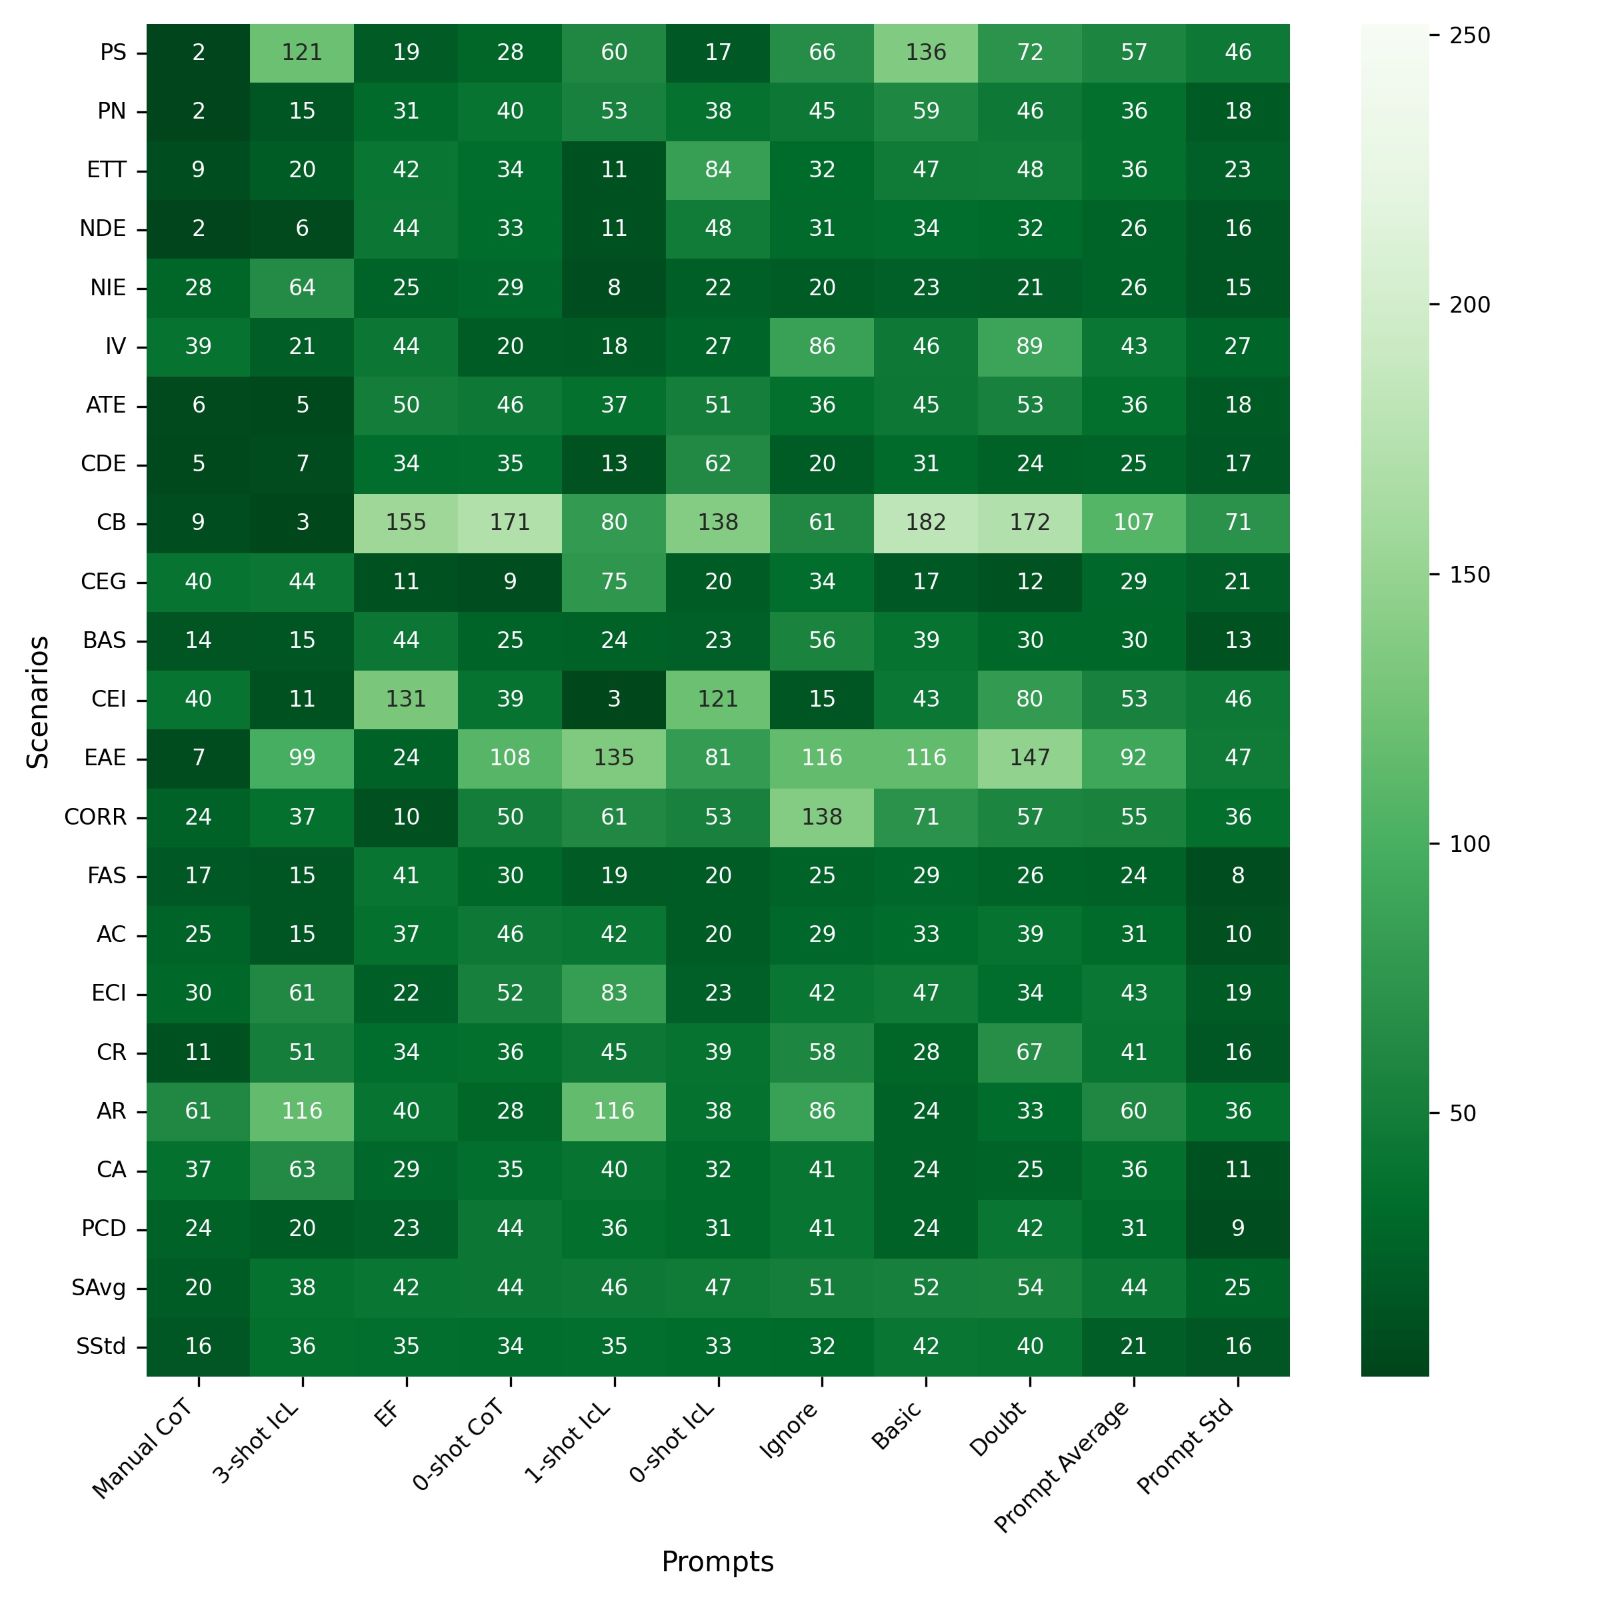 PS 2 121 19 28 60 17 66 136 72 57 46
PN 2 15 31 40 53 38 45 59 46 36 18
ETT 9 20 42 34 11 84 32 47 48 36 23
NDE 2 6 44 33 11 48 31 34 32 26 16
NIE 28 64 25 29 8 22 20 23 21 26 15
IV 39 21 44 20 18 27 86 46 89 43 27
ATE 6 5 50 46 37 51 36 45 53 36 18
CDE 5 7 34 35 13 62 20 31 24 25 17
CB 9 3 155 171 80 138 61 182 172 107 71
CEG 40 44 11 9 75 20 34 17 12 29 21
BAS 14 15 44 25 24 23 56 39 30 30 13
CEI 40 11 131 39 3 121 15 43 80 53 46
EAE 7 99 24 108 135 81 116 116 147 92 47
CORR 24 37 10 50 61 53 138 71 57 55 36
FAS 17 15 41 30 19 20 25 29 26 24 8
AC 25 15 37 46 42 20 29 33 39 31 10
ECI 30 61 22 52 83 23 42 47 34 43 19
CR 11 51 34 36 45 39 58 28 67 41 16
AR 61 116 40 28 116 38 86 24 33 60 36
CA 37 63 29 35 40 32 41 24 25 36 11
PCD 24 20 23 44 36 31 41 24 42 31 9
SAvg 20 38 42 44 46 47 51 52 54 44 25
SStd 16 36 35 34 35 33 32 42 40 21 16
Scenarios
Manual CoT
3-shot IcL
EF
0-shot CoT
1-shot IcL
0-shot IcL
Ignore
Basic
Doubt
Prompt Average
Prompt Std
Prompts
250
200
150
100
50